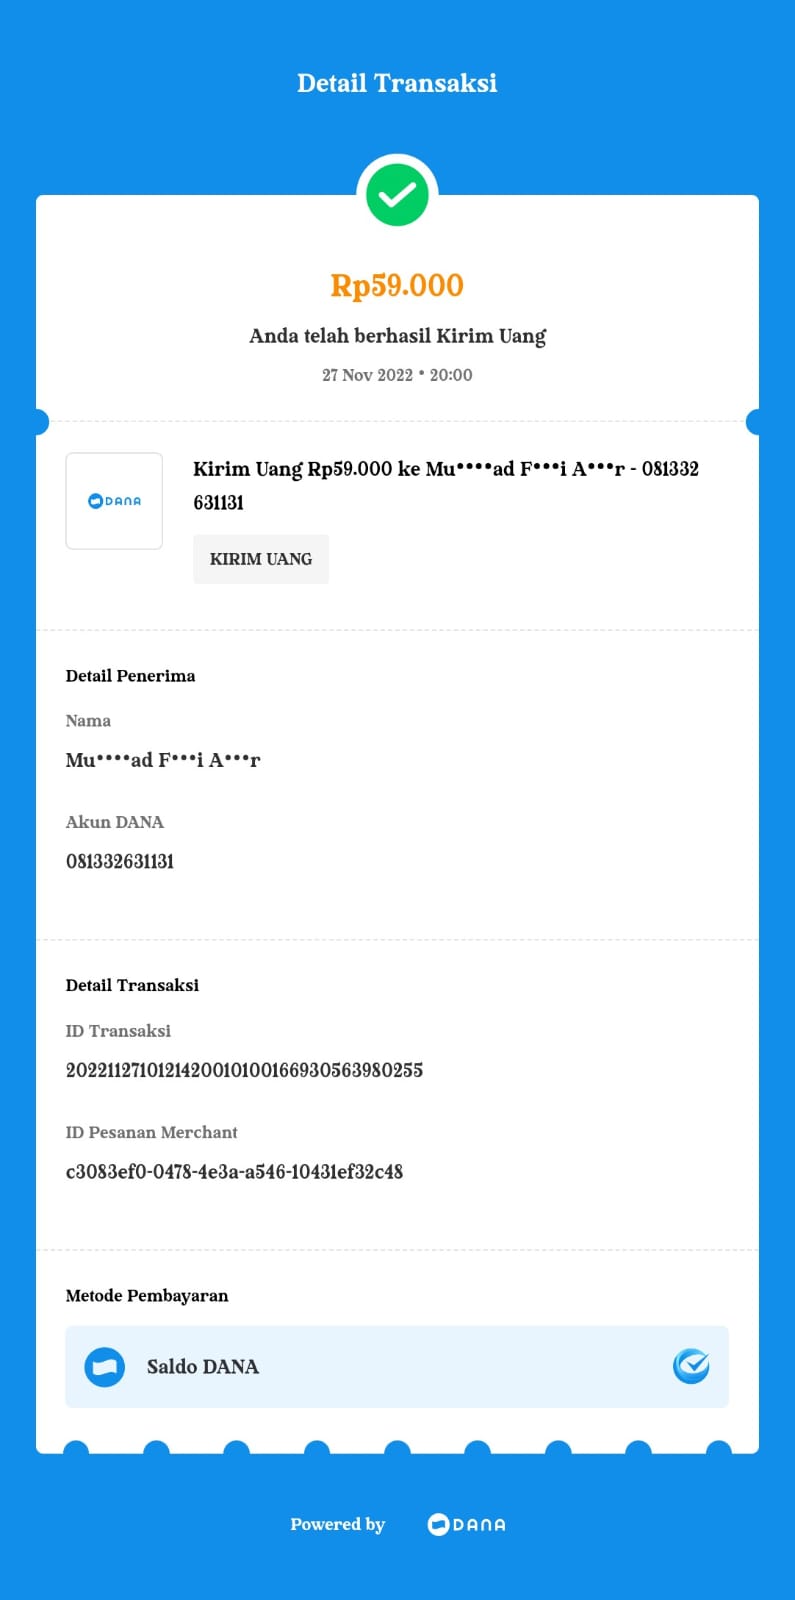 Detail Transaksi
Rp59.000
Anda telah berhasil Kirim Uang
27 Nov 2022 • 20:00
DANA
Kirim Uang Rp59.000 ke Mu••••ad F•••i A•••r - 081332
631131
KIRIM UANG
Detail Penerima
Nama
Mu••••ad F•••i A•••r
Akun DANA
081332631131
Detail Transaksi
ID Transaksi
2022112710121420010100166930563980255
ID Pesanan Merchant
c3083ef0-0478-4e3a-a546-10431ef32c48
Metode Pembayaran
Saldo DANA
Powered by DANA